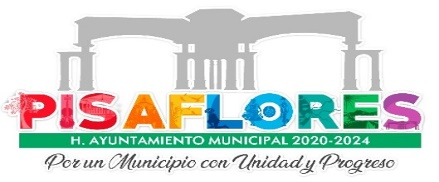 PISAFLORES
H. AYUNTAMIENTO MUNICIPAL 2020-2024
Por un Municipio con Unidad y Progreso